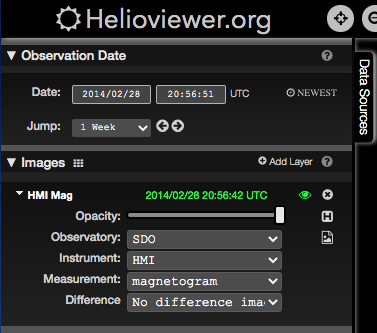 Helioviewer.org
Observation Date
Date: 2014/02/28 20:56:51 UTC NEWEST
Jump: 1 Week
Data Sources
Images Add Layer
HMI Mag 2014/02/28 20:56:42 UTC
Opacity:
Observatory: SDO
Instrument: HMI
Measurement: magnetogram
Difference No difference ima